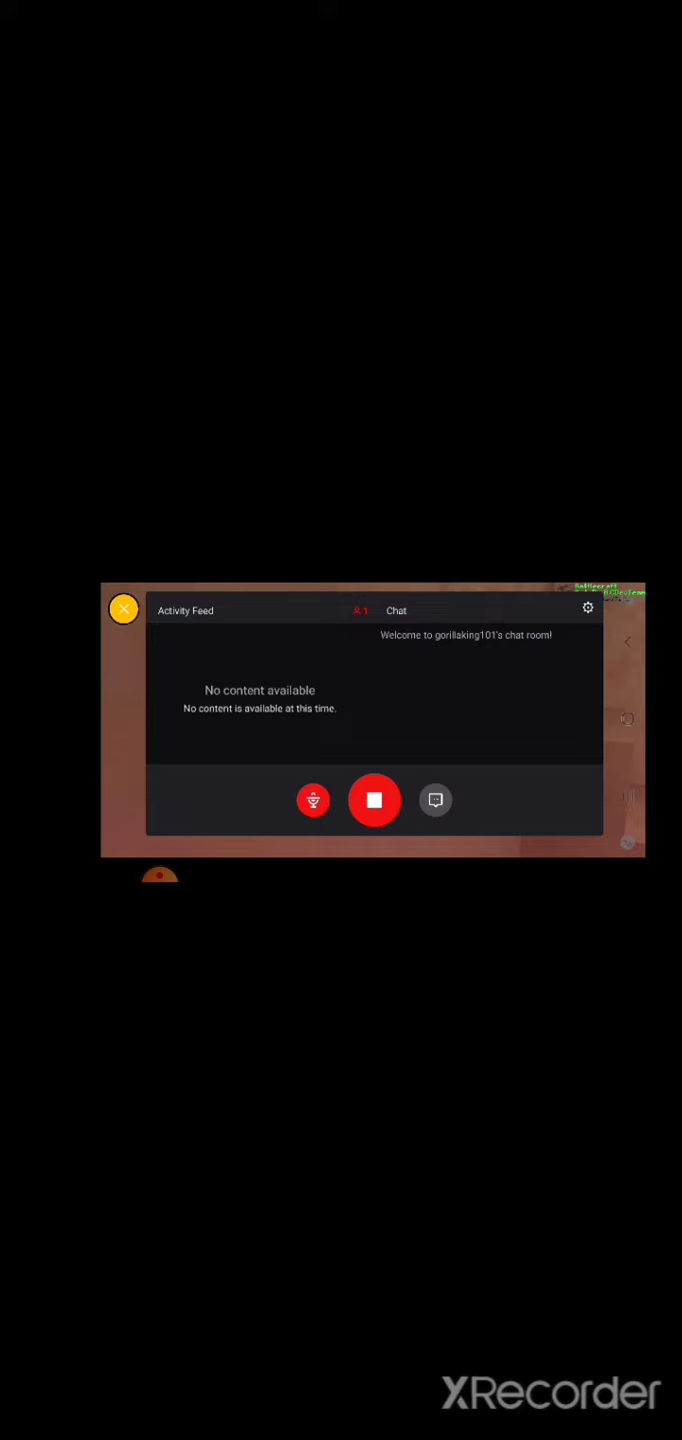 Activity Feed
1
Chat
Welcome to gorillaking101's chat room!
No content available
No content is available at this time.
XRecorder